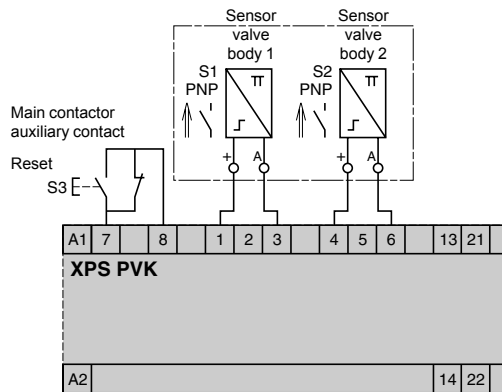 Sensor valve body 1
Sensor valve body 2
S1
PNP
S2
PNP
Main contactor
auxiliary contact
Reset
S3
+ A + A
A1 7 8 1 2 3 4 5 6 13 21
XPS PVK
A2 14 22